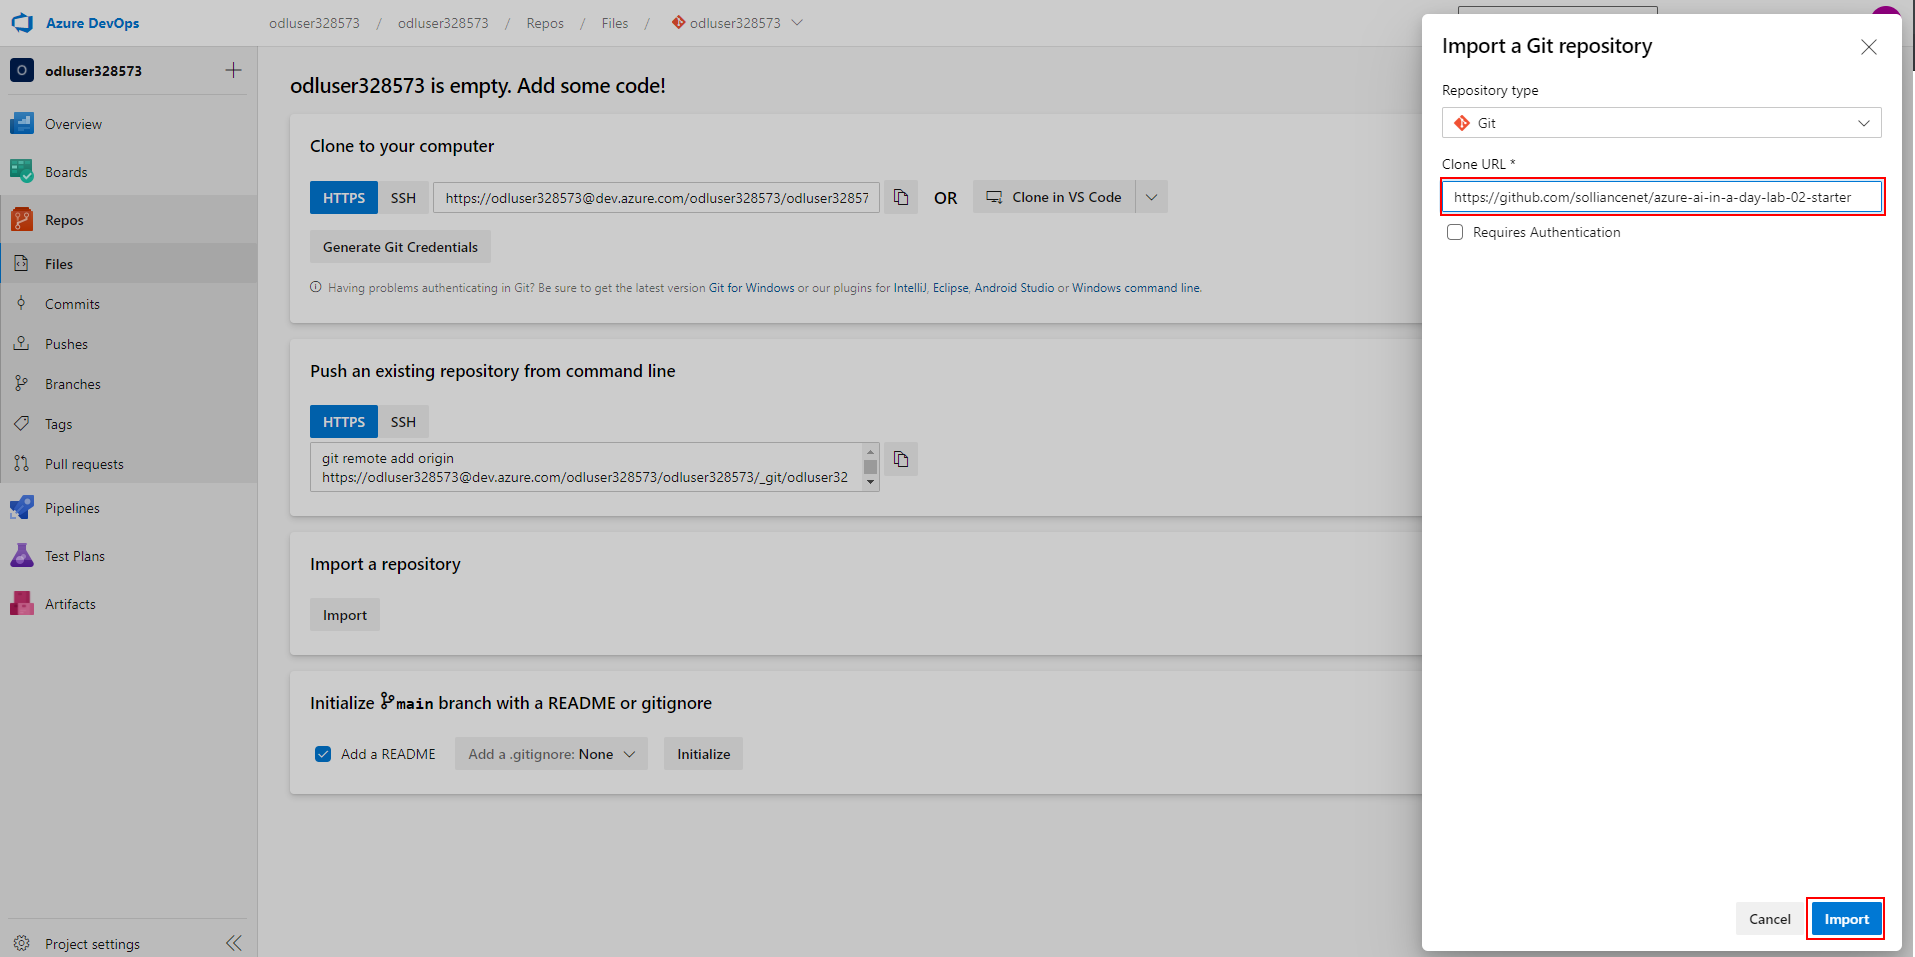 Azure DevOps
odluser328573 / odluser328573 / Repos / Files / odluser328573
O odluser328573
Overview
Boards
Repos
Files
Commits
Pushes
Branches
Tags
Pull requests
Pipelines
Test Plans
Artifacts
Project settings
odluser328573 is empty. Add some code!
Clone to your computer
HTTPS SSH https://odluser328573@dev.azure.com/odluser328573/odluser32857 OR Clone in VS Code
Generate Git Credentials
Having problems authenticating in Git? Be sure to get the latest version Git for Windows or our plugins for IntelliJ, Eclipse, Android Studio or Windows command line.
Push an existing repository from command line
HTTPS SSH
git remote add origin
https://odluser328573@dev.azure.com/odluser328573/odluser328573/_git/odluser32
Import a repository
Import
Initialize main branch with a README or gitignore
Add a README Add a .gitignore: None Initialize
Import a Git repository
Repository type
Git
Clone URL *
https://github.com/solliancenet/azure-ai-in-a-day-lab-02-starter
Requires Authentication
Cancel Import